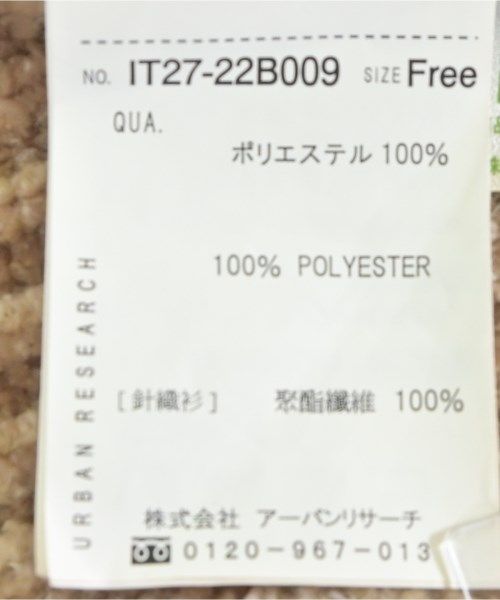 NO. IT27-22B009 SIZE Free
QUA.
ポリエステル 100%
100% POLYESTER
[針織衫] 聚酯纖維 100%
URBAN RESEARCH
株式会社 アーバンリサーチ
0120-967-013